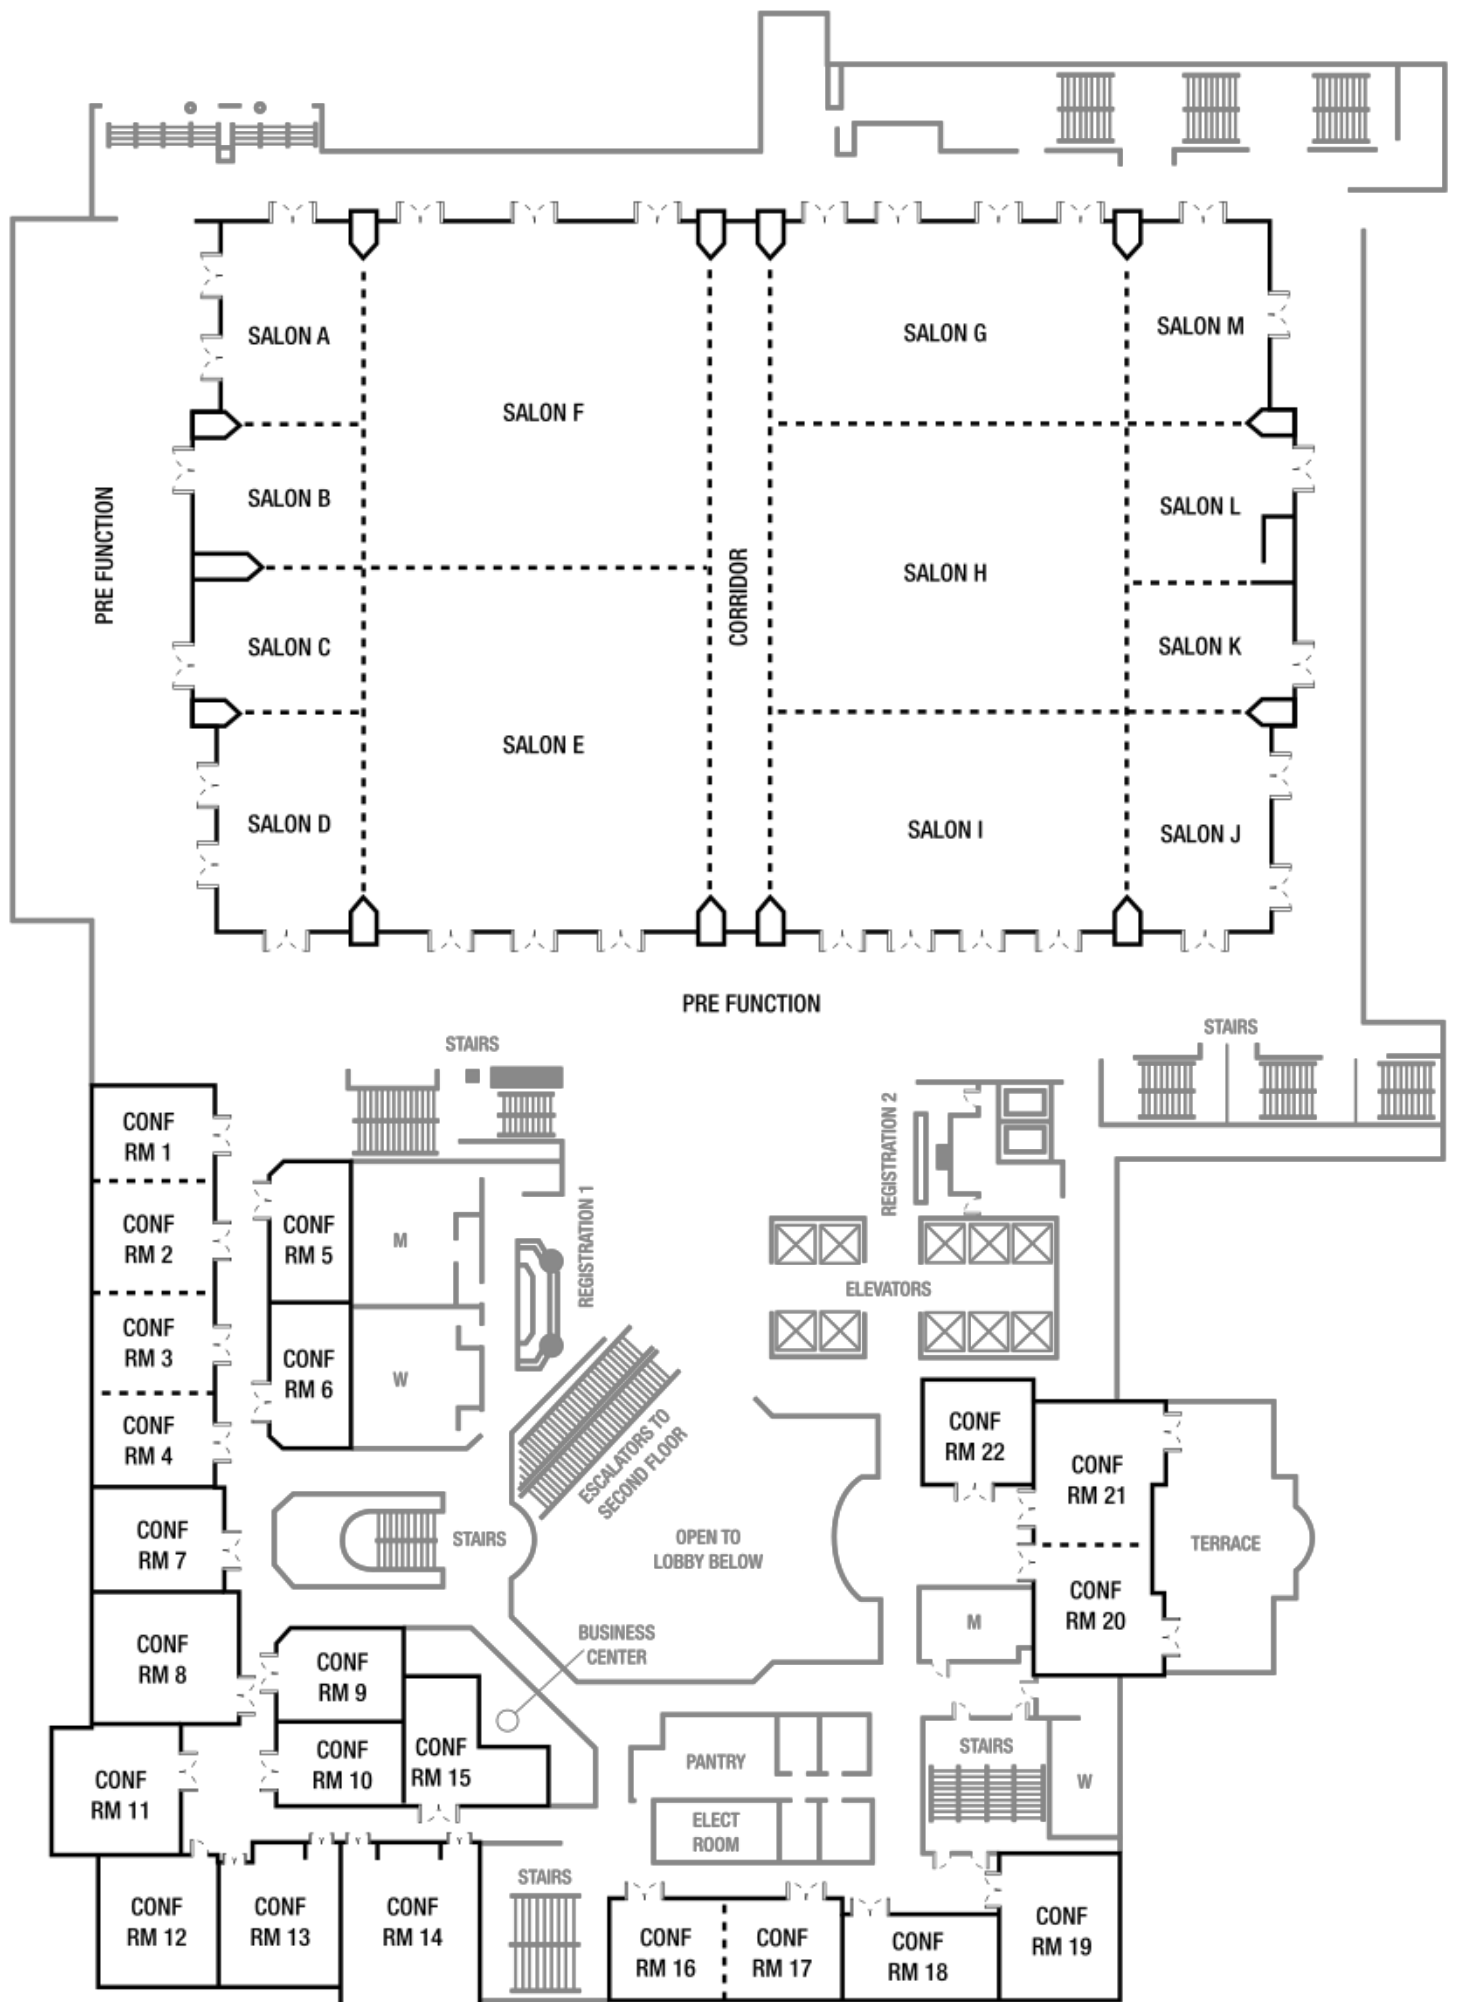 SALON A
SALON G
SALON M
SALON F
SALON B
SALON L
PRE FUNCTION
CORRIDOR
SALON H
SALON C
SALON K
SALON E
SALON D
SALON I
SALON J
PRE FUNCTION
STAIRS
STAIRS
CONF
RM 1
REGISTRATION 2
CONF
RM 2
CONF
RM 5
M
REGISTRATION 1
ELEVATORS
CONF
RM 3
CONF
RM 6
W
CONF
RM 4
ESCALATORS TO
SECOND FLOOR
CONF
RM 22
CONF
RM 21
CONF
RM 7
STAIRS
OPEN TO
LOBBY BELOW
TERRACE
CONF
RM 20
M
CONF
RM 8
CONF
RM 9
BUSINESS
CENTER
CONF
RM 10
CONF
RM 15
PANTRY
STAIRS
W
CONF
RM 11
ELECT
ROOM
STAIRS
CONF
RM 12
CONF
RM 13
CONF
RM 14
CONF
RM 16
CONF
RM 17
CONF
RM 18
CONF
RM 19